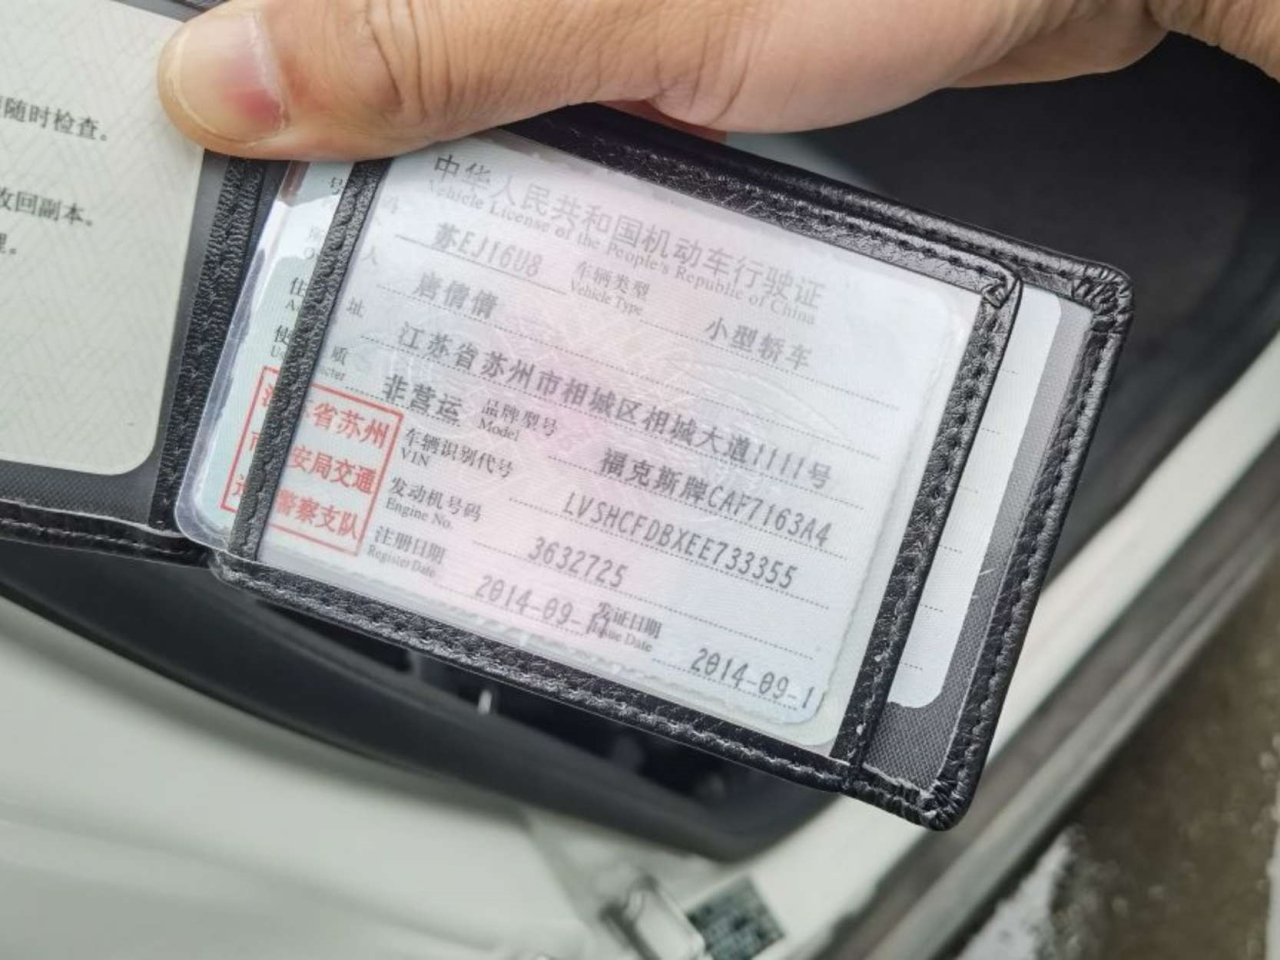 随时检查。
收回副本。
中华人民共和国机动车行驶证
Vehicle License of the People's Republic of China
号
苏EJ16U8 车辆类型 小型轿车
Vehicle Type
人 唐倩倩
住 址 江苏省苏州市相城区相城大道1111号
使 质 非营运 品牌型号 福克斯牌CAF7163A4
Model
车辆识别代号 LVSHCFDBXEE733355
VIN
发动机号码 3632725
Engine No.
注册日期 2014-09- 发证日期 2014-09-1
Register Date Issue Date
省苏州
安局交通
警察支队